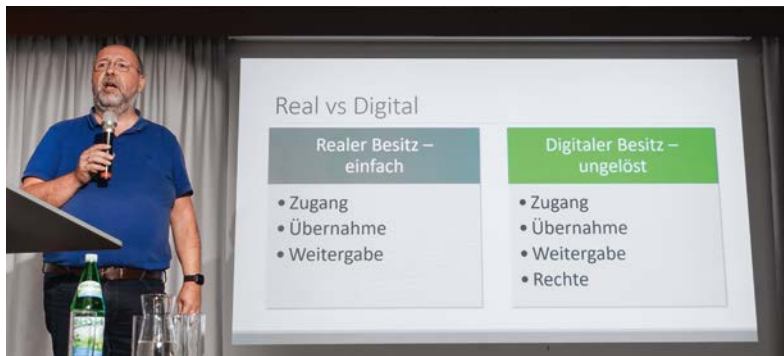 Real vs Digital
Realer Besitz –
einfach
• Zugang
• Übernahme
• Weitergabe
Digitaler Besitz –
ungelöst
• Zugang
• Übernahme
• Weitergabe
• Rechte